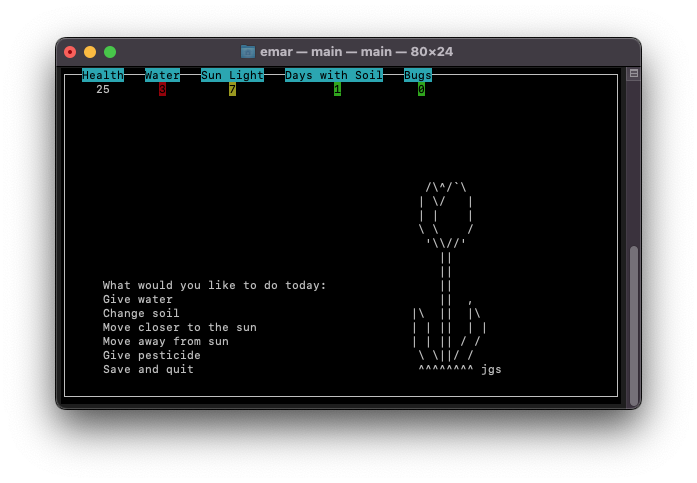 emar — main — main — 80×24
Health Water Sun Light Days with Soil Bugs
25 3 7 1 0
What would you like to do today:
Give water
Change soil
Move closer to the sun
Move away from sun
Give pesticide
Save and quit
jgs